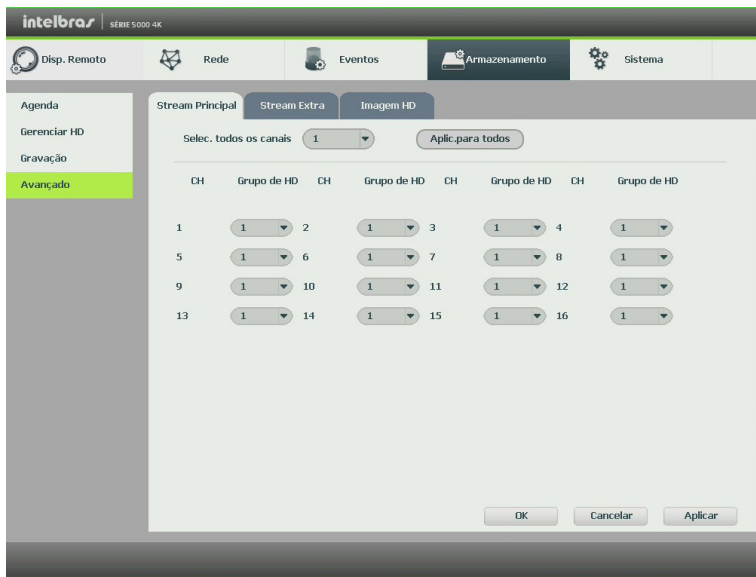 intelbras SÉRIE 5000 4K
Disp. Remoto Rede Eventos Armazenamento Sistema
Agenda
Gerenciar HD
Gravação
Avançado
Stream Principal Stream Extra Imagem HD
Selec. todos os canais 1 Aplic.para todos
CH Grupo de HD CH Grupo de HD CH Grupo de HD CH Grupo de HD
1 1 2 1 3 1 4 1
5 1 6 1 7 1 8 1
9 1 10 1 11 1 12 1
13 1 14 1 15 1 16 1
OK Cancelar Aplicar